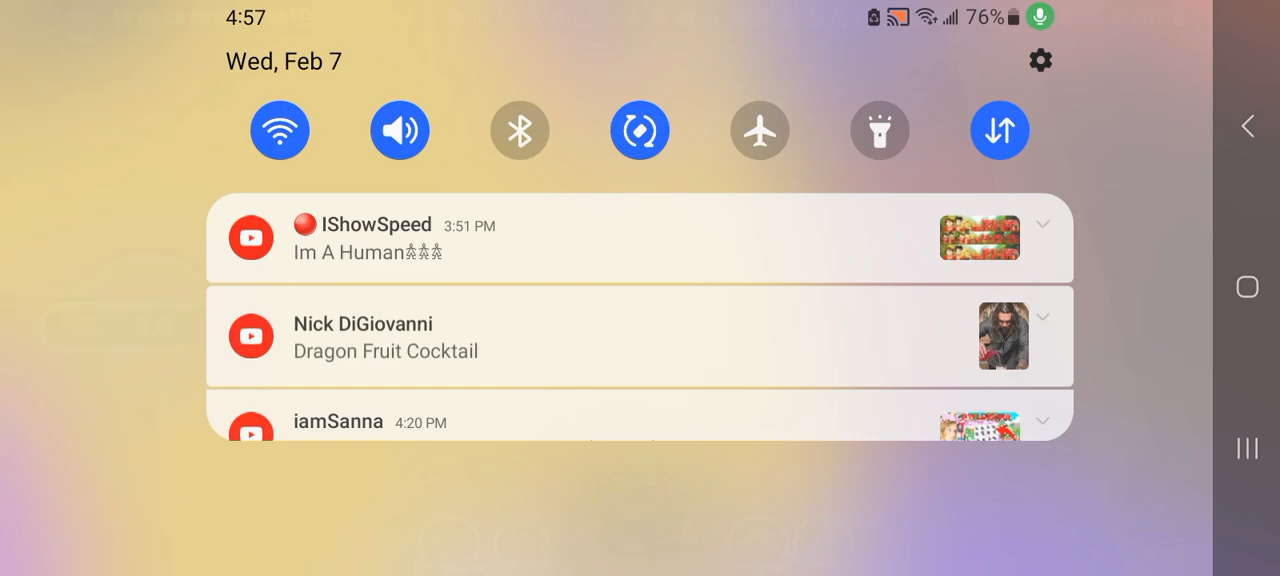 4:57
76%
Wed, Feb 7
IShowSpeed 3:51 PM
Im A Human
Nick DiGiovanni
Dragon Fruit Cocktail
iamSanna 4:20 PM